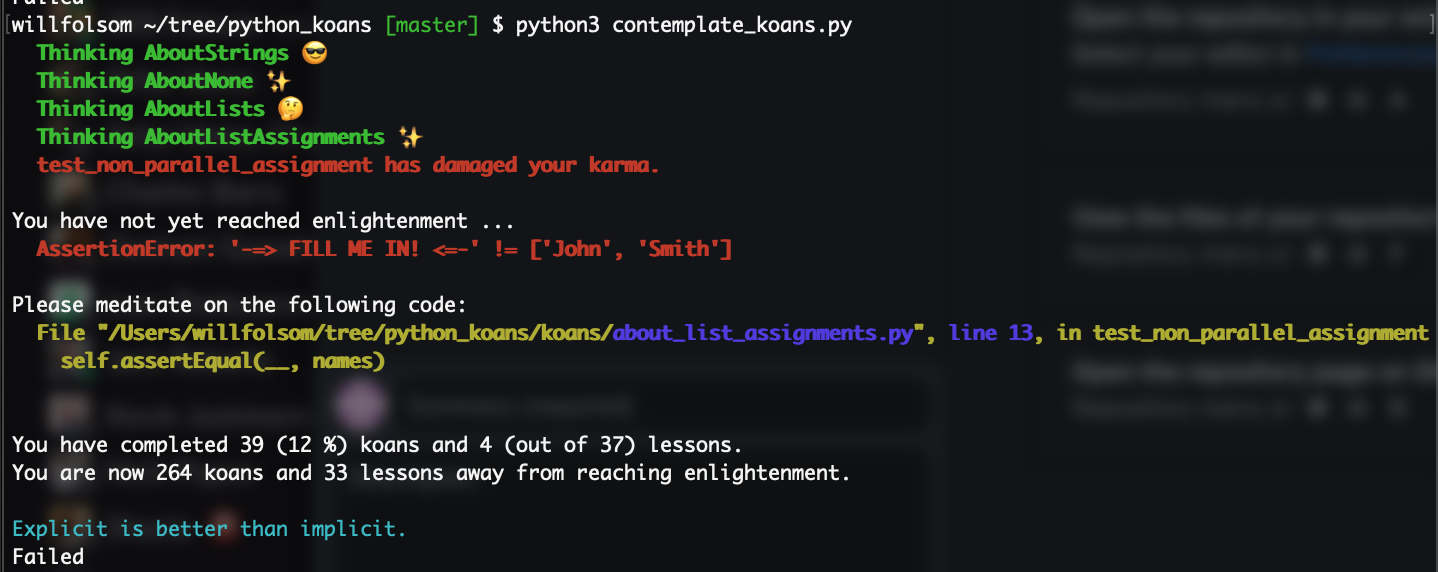 Failed
willfolsom ~/tree/python_koans [master] $ python3 contemplate_koans.py
Thinking AboutStrings 😎
Thinking AboutNone ✨
Thinking AboutLists 🤔
Thinking AboutListAssignments ✨
test_non_parallel_assignment has damaged your karma.
You have not yet reached enlightenment ...
AssertionError: '-=> FILL ME IN! <=-' != ['John', 'Smith']
Please meditate on the following code:
File "/Users/willfolsom/tree/python_koans/koans/about_list_assignments.py", line 13, in test_non_parallel_assignment
self.assertEqual(__, names)
You have completed 39 (12 %) koans and 4 (out of 37) lessons.
You are now 264 koans and 33 lessons away from reaching enlightenment.
Explicit is better than implicit.
Failed